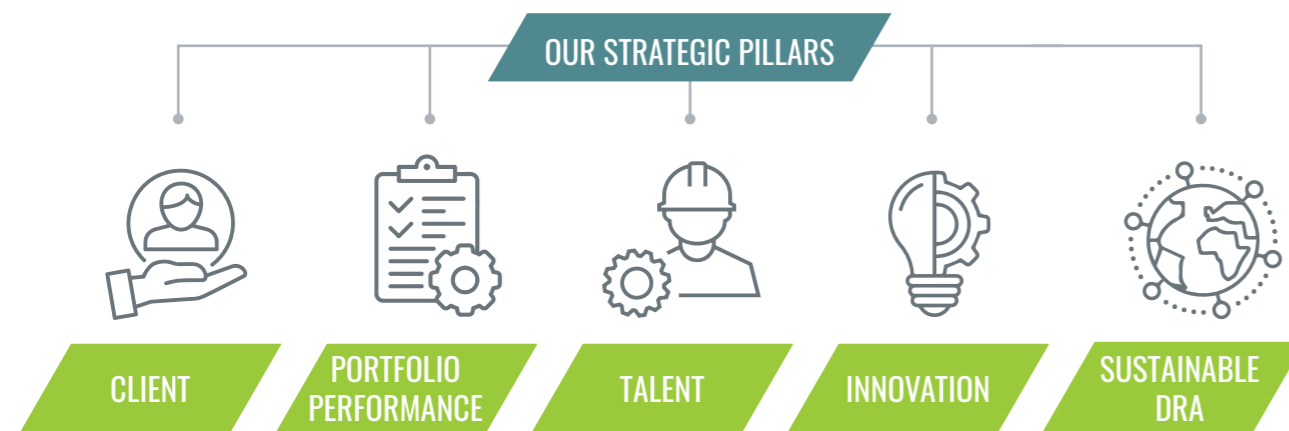 OUR STRATEGIC PILLARS
CLIENT
PORTFOLIO
PERFORMANCE
TALENT
INNOVATION
SUSTAINABLE
DRA